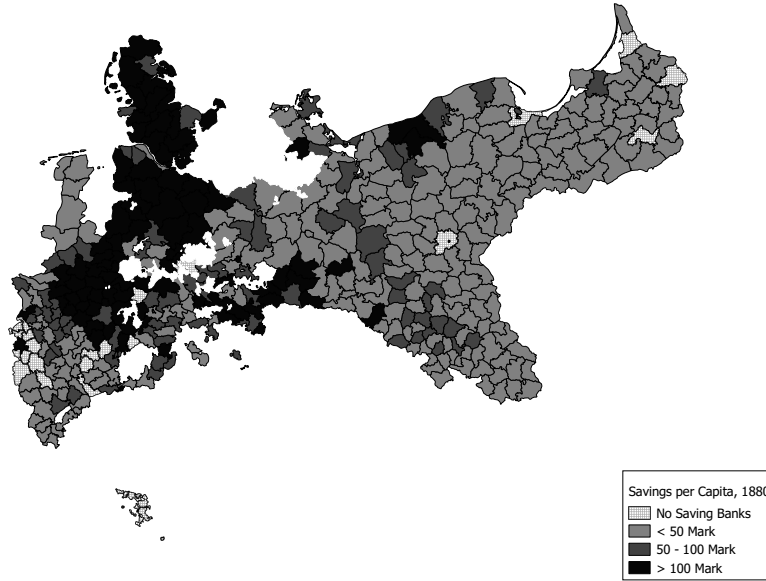 Savings per Capita, 1880
No Saving Banks
< 50 Mark
50 - 100 Mark
> 100 Mark